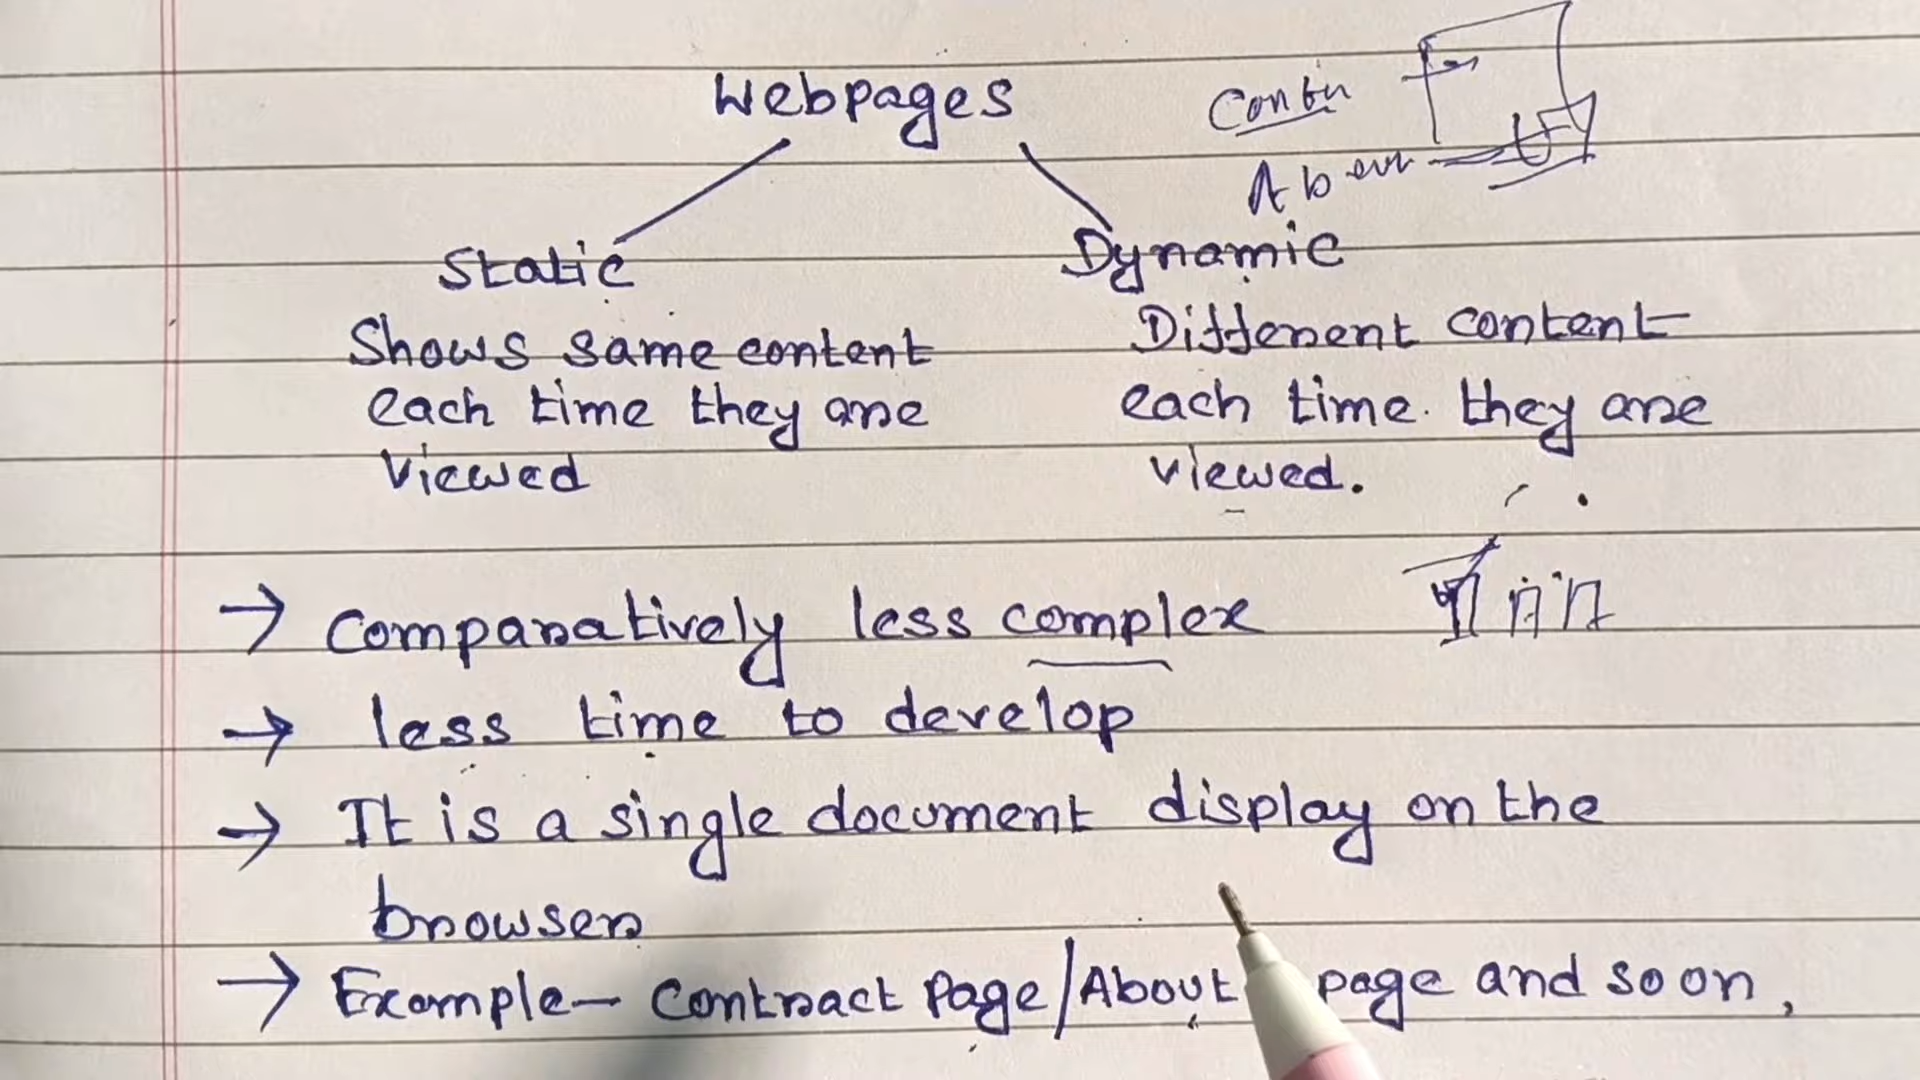 Webpages
Contn
About
Static
Dynamic
Shows same content
each time they are
viewed
Different content
each time they are
viewed.
→ Comparatively less complex
→ less time to develop
→ It is a single document display on the
browser
→ Example- Contract Page/About page and so on,